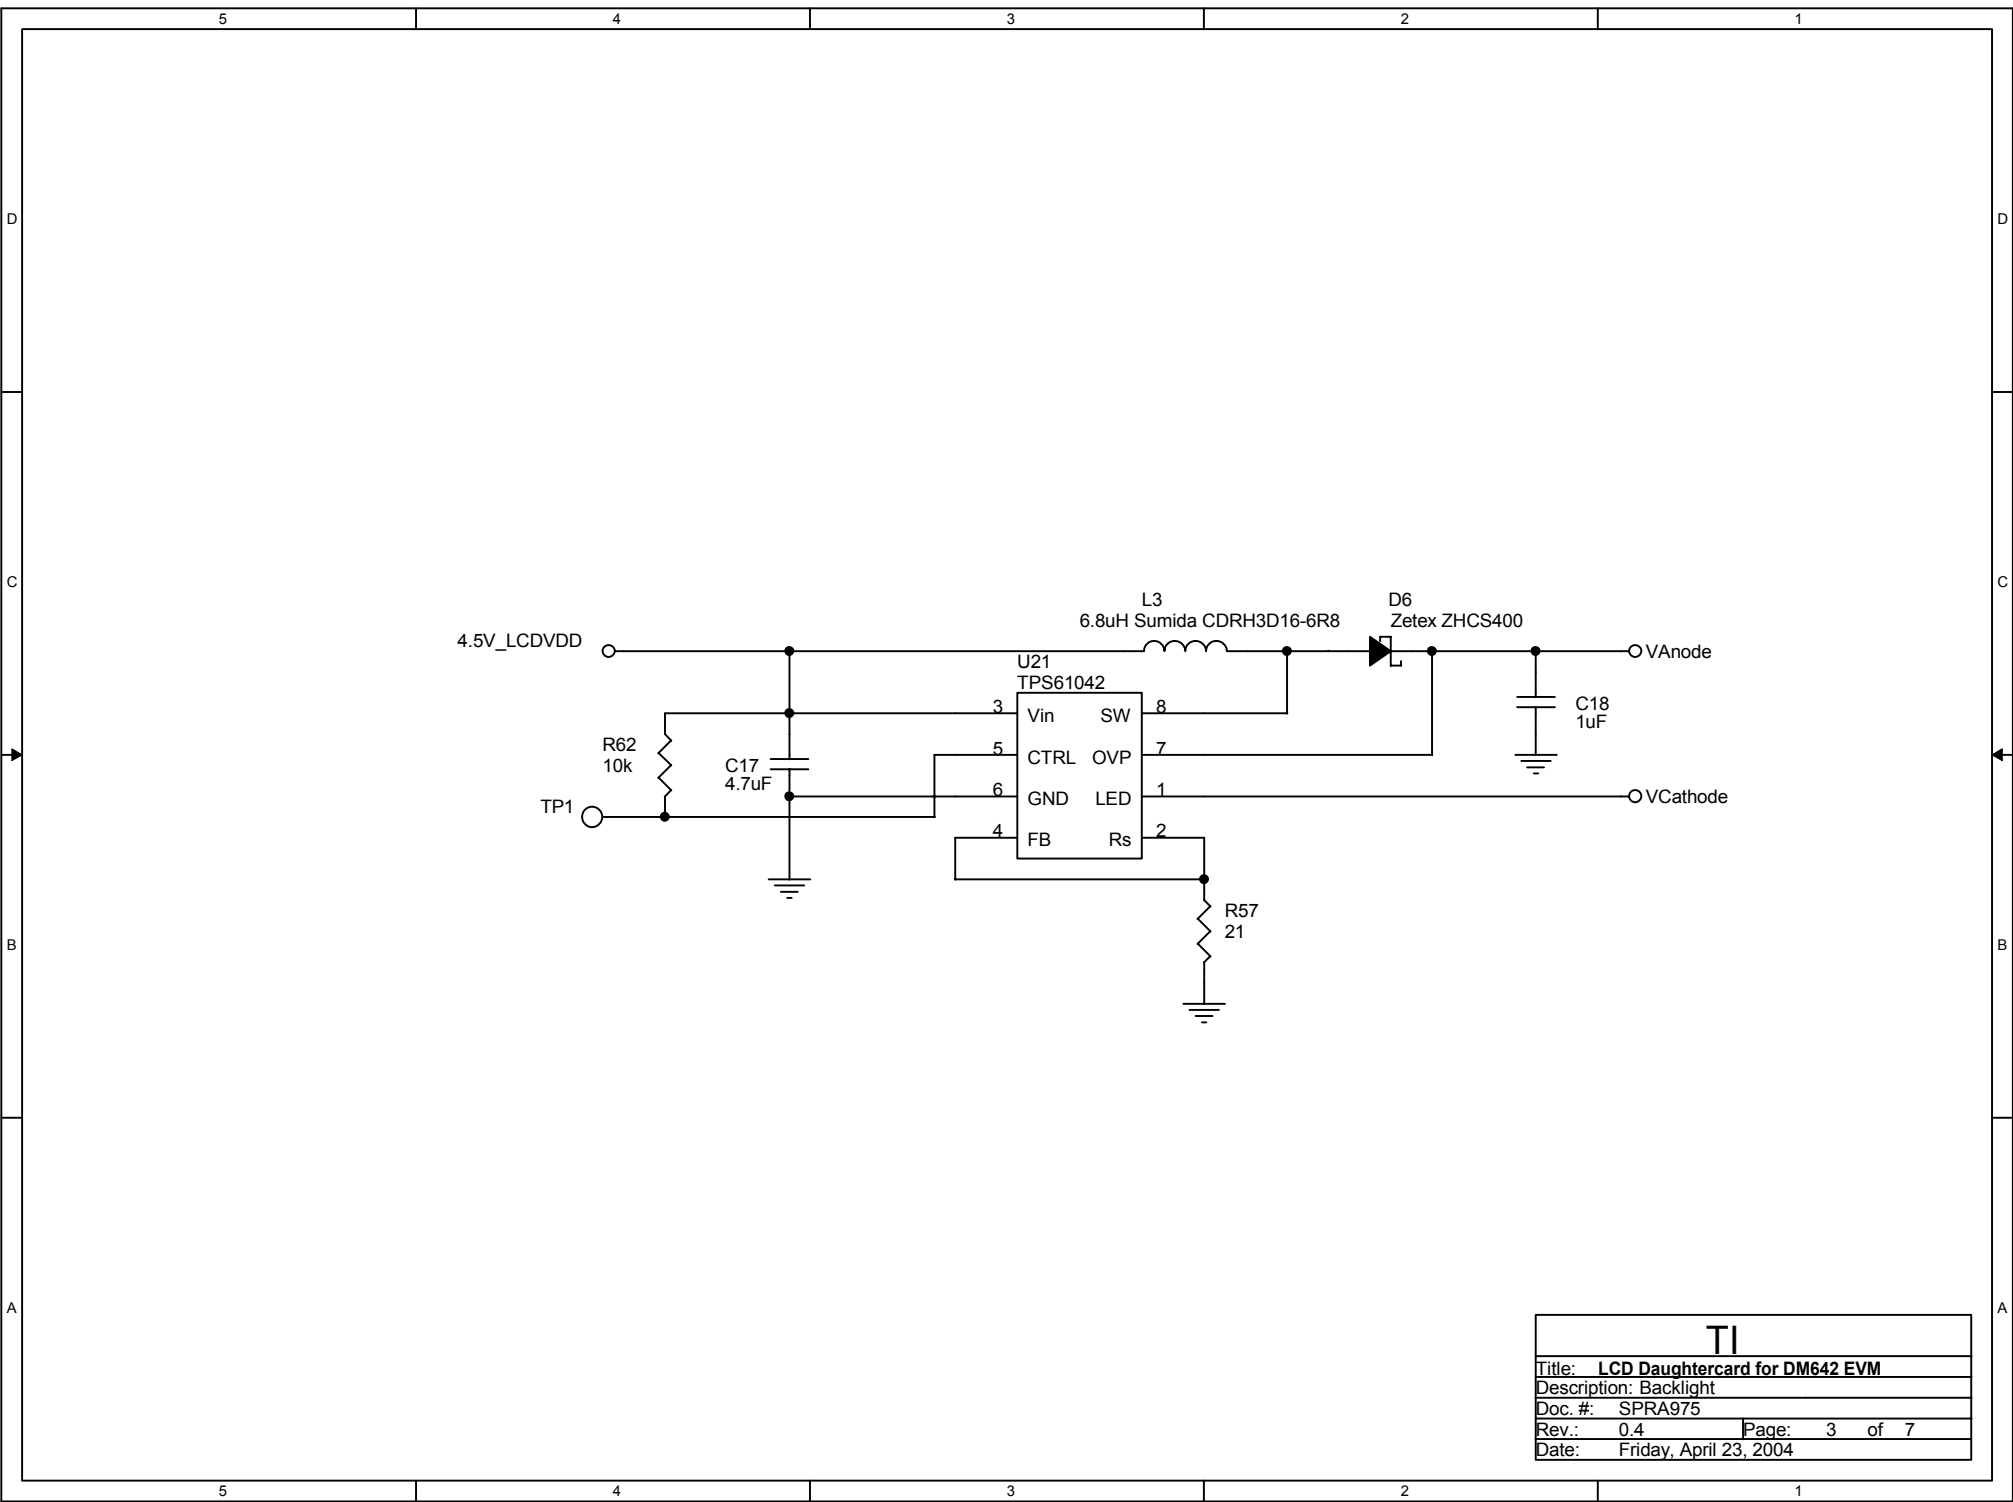 5 4 3 2 1
D D
C C
B B
A A
L3
6.8uH Sumida CDRH3D16-6R8
D6
Zetex ZHCS400
4.5V_LCDVDD
VAnode
U21
TPS61042
3 Vin SW 8
5 CTRL OVP 7
6 GND LED 1
4 FB Rs 2
C18
1uF
R62
10k
C17
4.7uF
TP1
VCathode
R57
21
TI
Title: LCD Daughtercard for DM642 EVM
Description: Backlight
Doc. #: SPRA975
Rev.: 0.4 Page: 3 of 7
Date: Friday, April 23, 2004
5 4 3 2 1